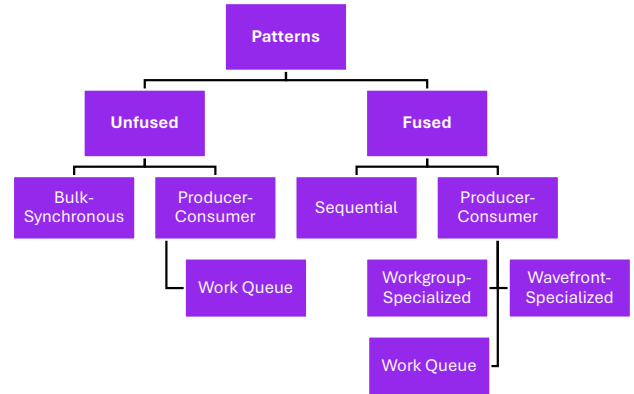 Patterns
Unfused
Fused
Bulk-
Synchronous
Producer-
Consumer
Sequential
Producer-
Consumer
Work Queue
Workgroup-
Specialized
Wavefront-
Specialized
Work Queue